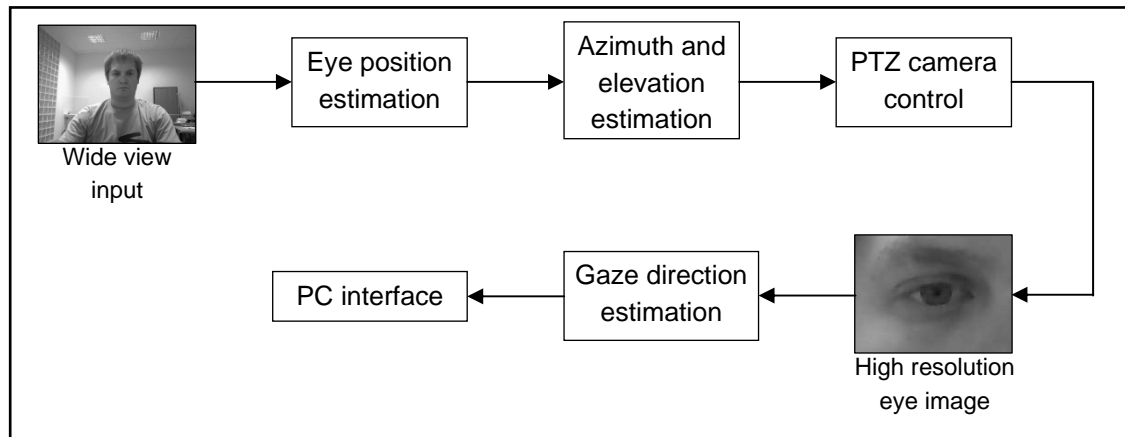 Wide view
input
Eye position
estimation
Azimuth and
elevation
estimation
PTZ camera
control
High resolution
eye image
Gaze direction
estimation
PC interface